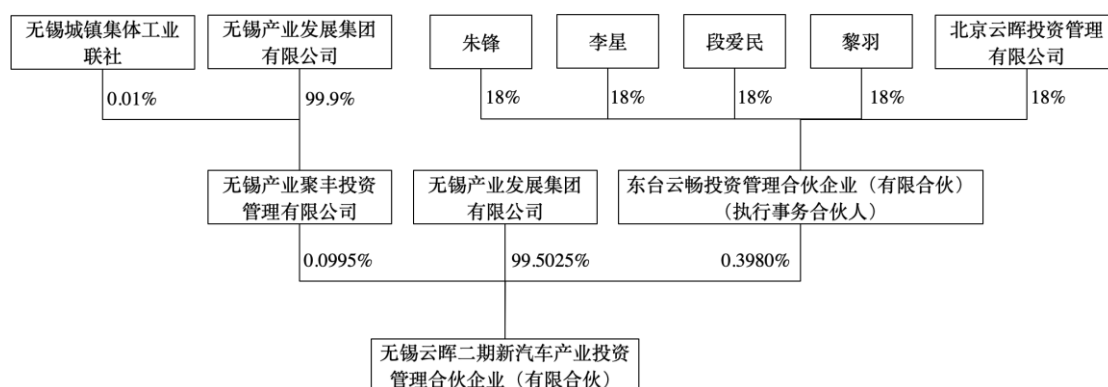 无锡城镇集体工业
联社
无锡产业发展集团
有限公司
朱锋
李星
段爱民
黎羽
北京云晖投资管理
有限公司
0.01%
99.9%
18%
18%
18%
18%
18%
无锡产业聚丰投资
管理有限公司
无锡产业发展集团
有限公司
东台云畅投资管理合伙企业（有限合伙）
（执行事务合伙人）
0.0995%
99.5025%
0.3980%
无锡云晖二期新汽车产业投资
管理合伙企业（有限合伙）